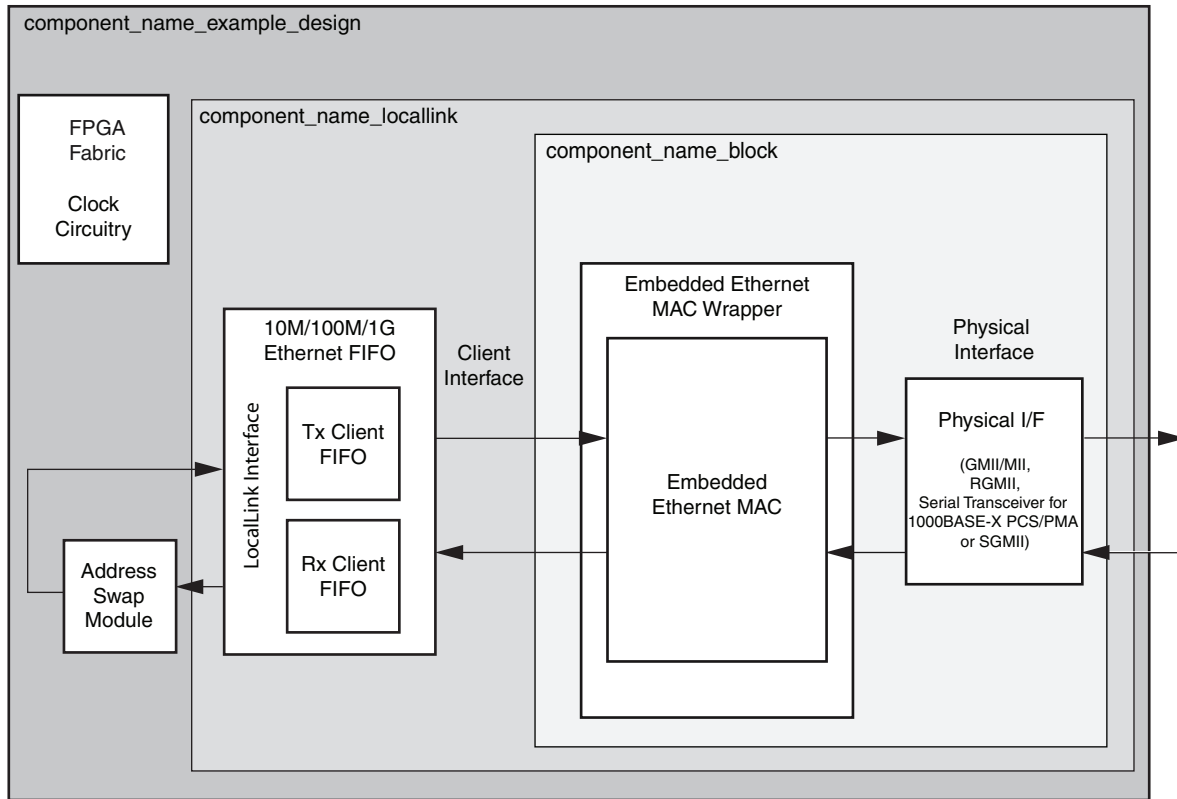 component_name_example_design
FPGA
Fabric
Clock
Circuitry
component_name_locallink
component_name_block
10M/100M/1G
Ethernet FIFO
LocalLink Interface
Tx Client
FIFO
Rx Client
FIFO
Client
Interface
Embedded Ethernet
MAC Wrapper
Embedded
Ethernet MAC
Physical
Interface
Physical I/F
(GMII/MII,
RGMII,
Serial Transceiver for
1000BASE-X PCS/PMA
or SGMII)
Address
Swap
Module